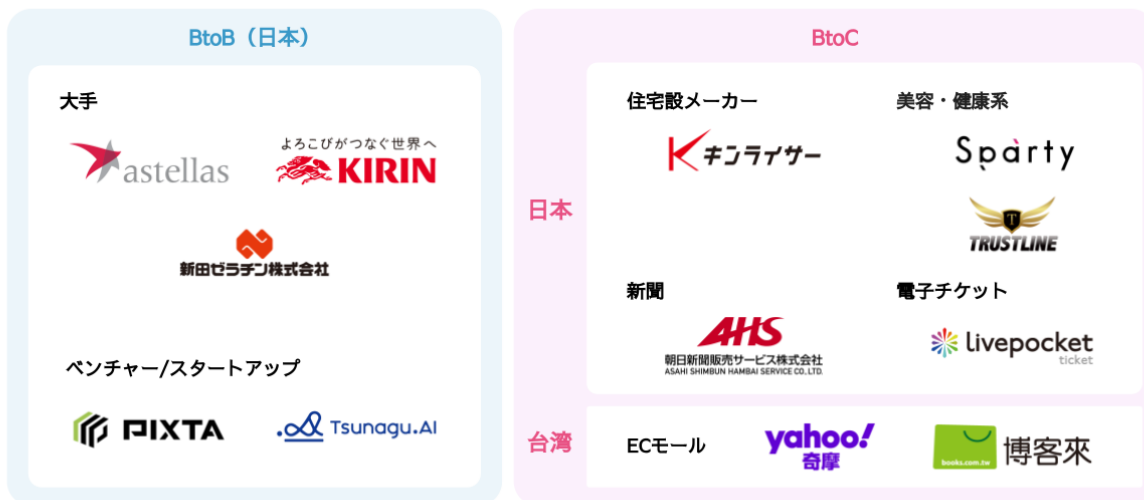 BtoB（日本）
大手
astellas
よろこびがつなぐ世界へ
KIRIN
新田ゼラチン株式会社
ベンチャー/スタートアップ
PIXTA
Tsunagu.AI
BtoC
日本
住宅設メーカー
キンライサー
美容・健康系
Sparty
T
TRUSTLINE
新聞
AHS
朝日新聞販売サービス株式会社
ASAHI SHIMBUN HAMBAI SERVICE CO.,LTD.
電子チケット
livepocket
ticket
台湾
ECモール
yahoo!
奇摩
books.com.tw
博客來